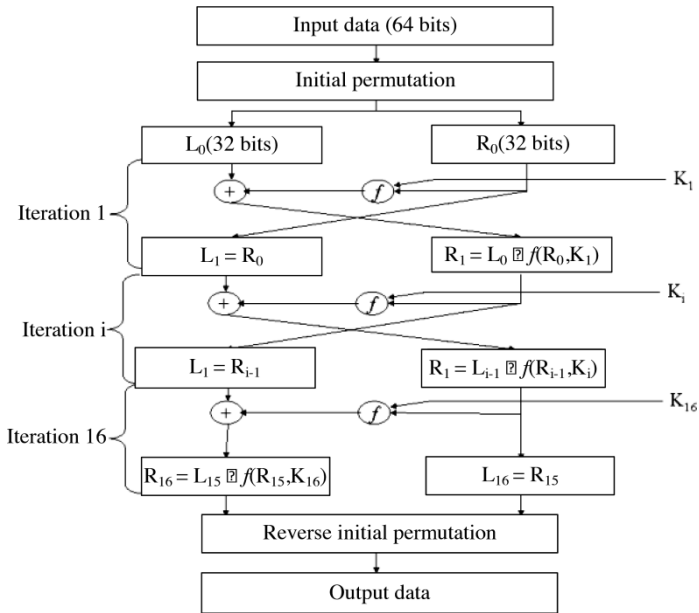 Input data (64 bits)
Initial permutation
L₀(32 bits)
R₀(32 bits)
+
f
K₁
Iteration 1
L₁ = R₀
R₁ = L₀ ⍰ f(R₀,K₁)
+
f
Kᵢ
Iteration i
L₁ = Rᵢ₋₁
R₁ = Lᵢ₋₁ ⍰ f(Rᵢ₋₁,Kᵢ)
+
f
K₁₆
Iteration 16
R₁₆ = L₁₅ ⍰ f(R₁₅,K₁₆)
L₁₆ = R₁₅
Reverse initial permutation
Output data